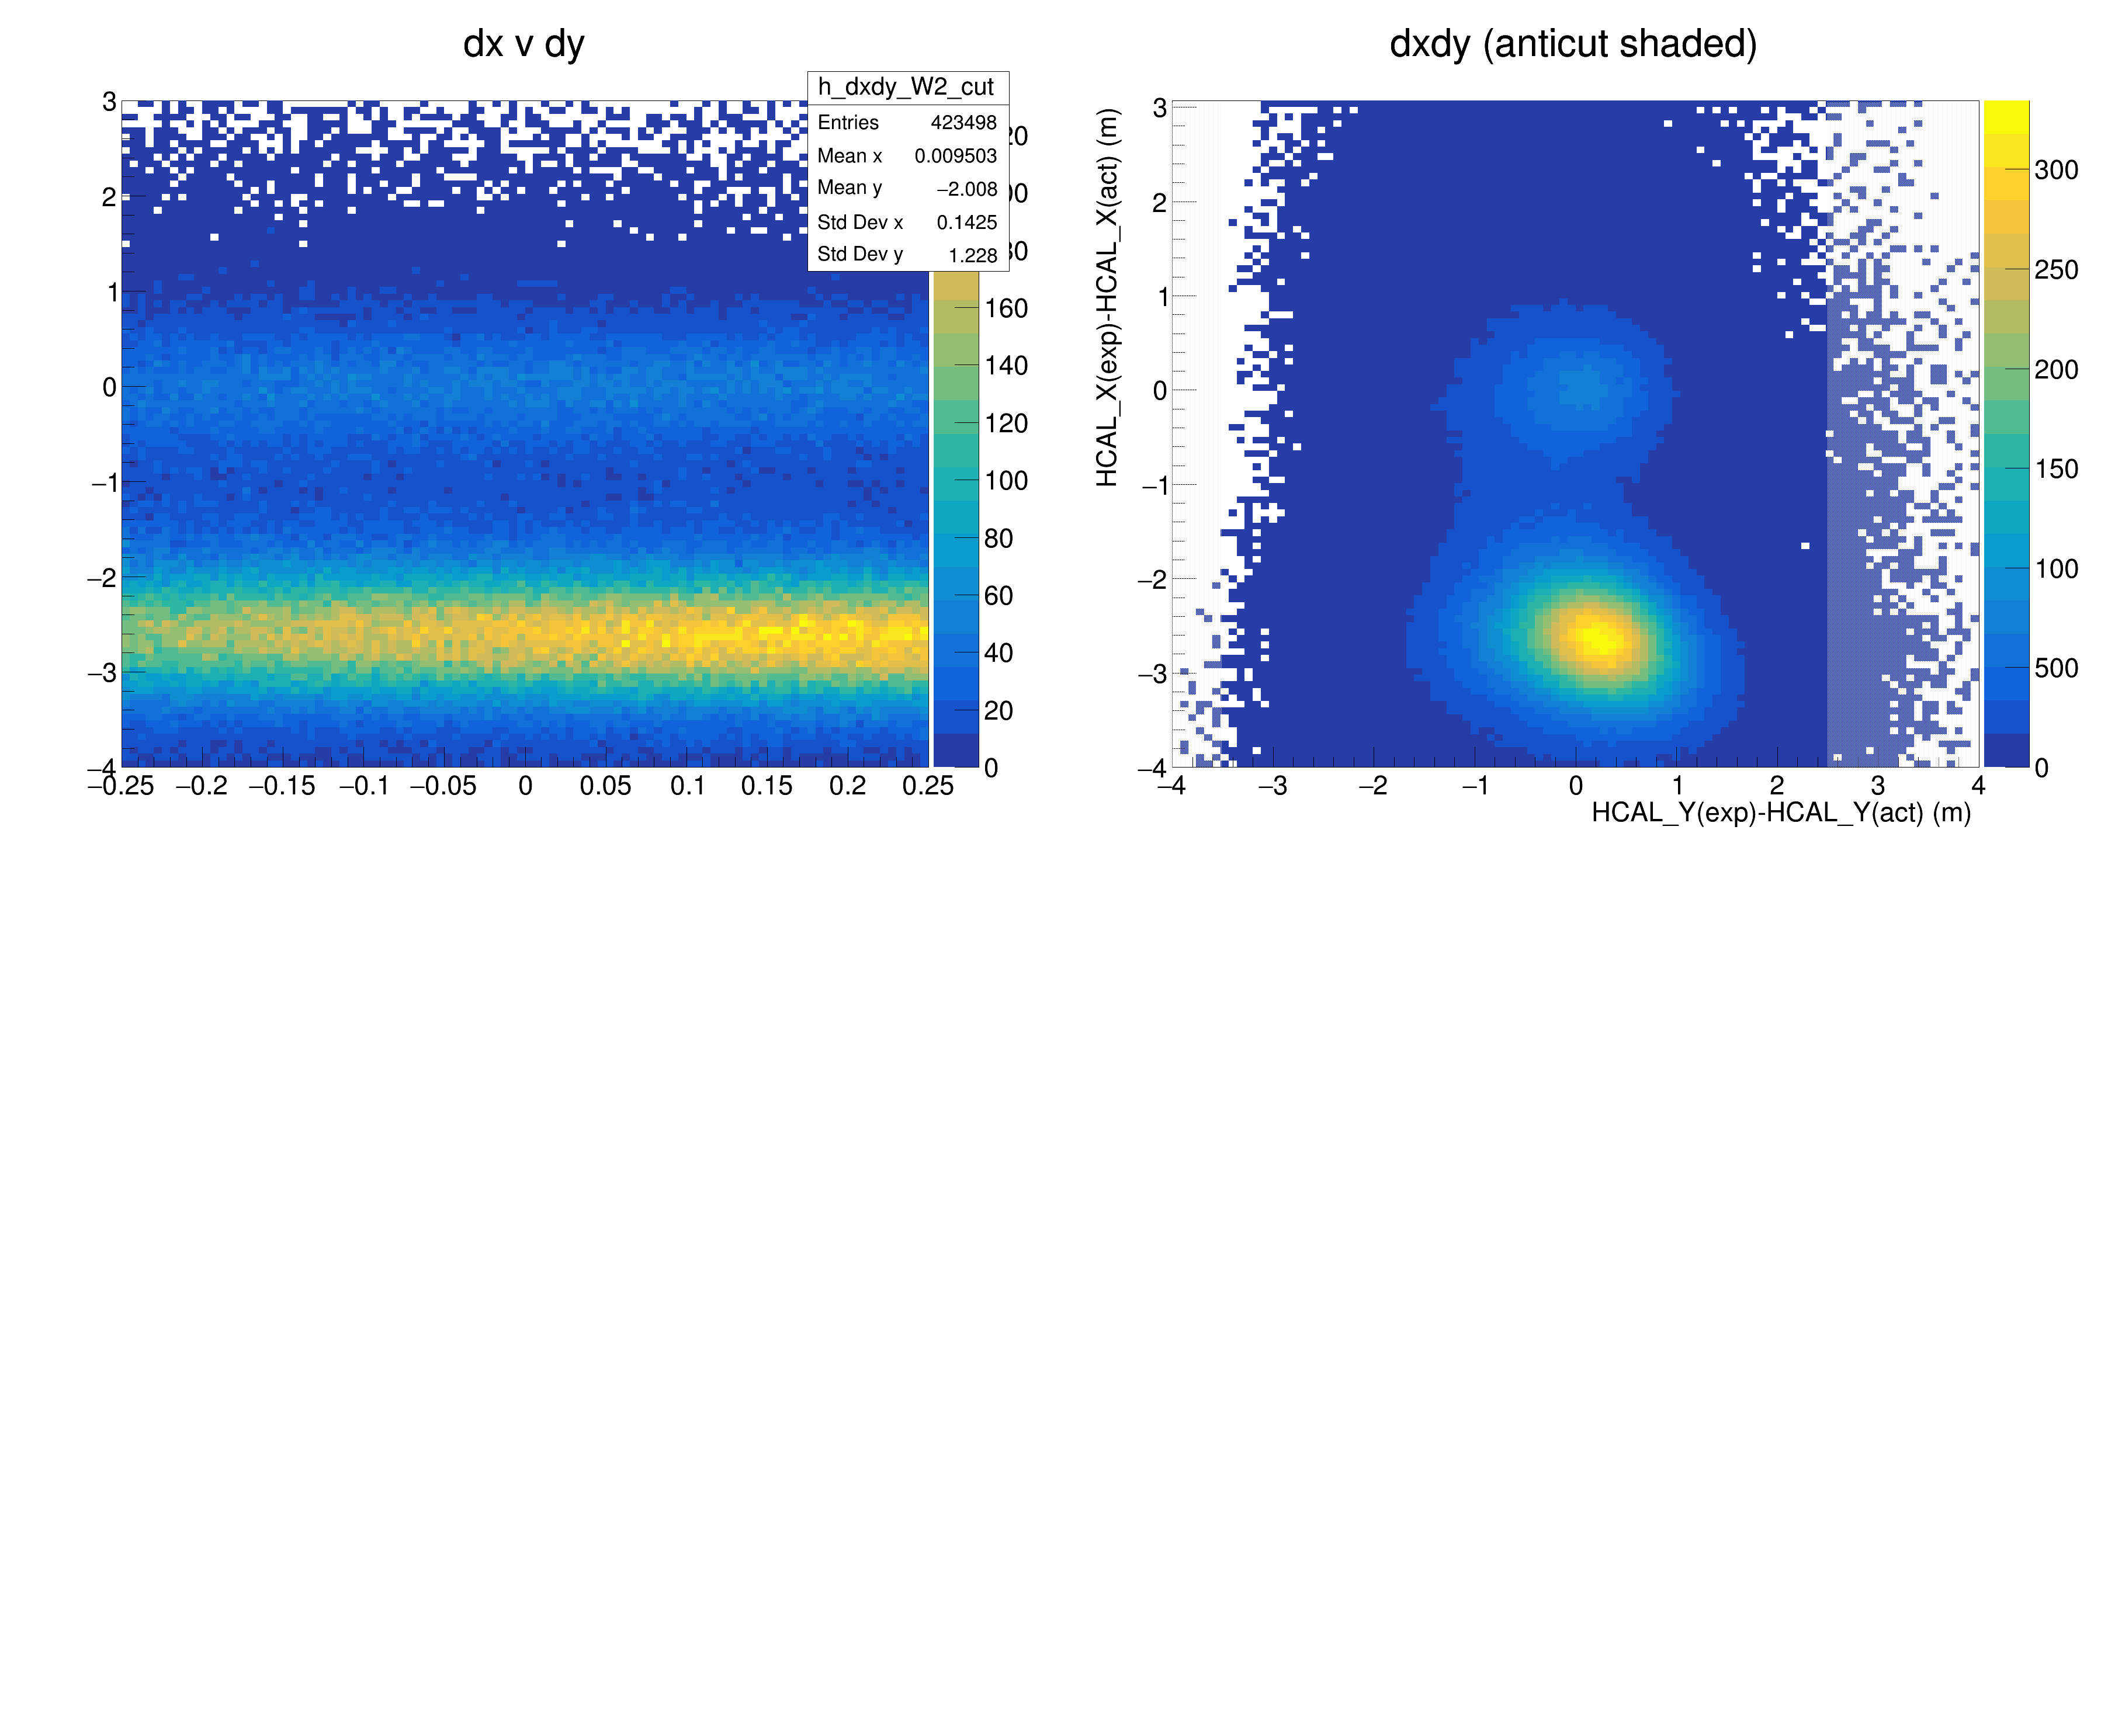 dx v dy
h_dxdy_W2_cut
Entries 423498
Mean x 0.009503
Mean y −2.008
Std Dev x 0.1425
Std Dev y 1.228
3
2
1
0
−1
−2
−3
−4
−0.25 −0.2 −0.15 −0.1 −0.05 0 0.05 0.1 0.15 0.2 0.25
160
140
120
100
80
60
40
20
0
dxdy (anticut shaded)
HCAL_X(exp)-HCAL_X(act) (m)
3
2
1
0
−1
−2
−3
−4
−4 −3 −2 −1 0 1 2 3 4
HCAL_Y(exp)-HCAL_Y(act) (m)
300
250
200
150
100
500
0